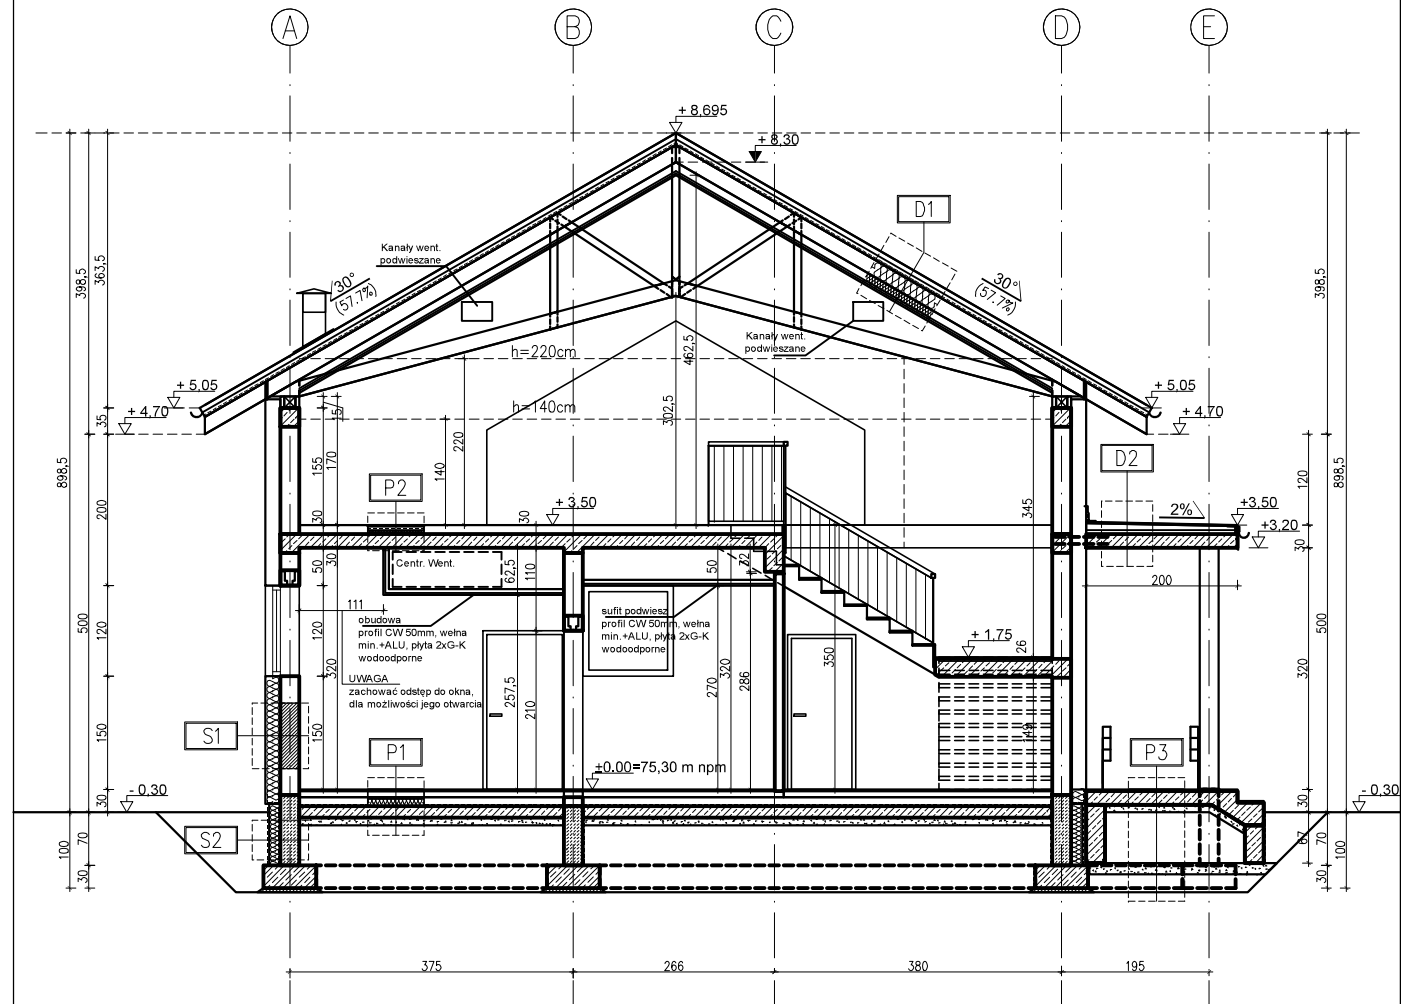 A B C D E
+ 8,695
+ 8,30
D1
Kanały went.
podwieszane
30°
(57.7%)
30°
(57.7%)
398,5
363,5
398,5
Kanały went.
podwieszane
h=220cm
462,5
+ 5,05
+ 4,70
+ 5,05
+ 4,70
h=140cm
302,5
35
15
220
140
898,5
155
170
200
P2
D2
120
898,5
+ 3,50
30
30
345
2%
+3,50
+3,20
30
50
30
Centr. Went.
62,5
110
50
32
200
111
obudowa
profil CW 50mm, wełna
min.+ALU, płyta 2xG-K
wodoodporne
sufit podwiesz
profil CW 50mm, wełna
min.+ALU, płyta 2xG-K
wodoodporne
500
120
120
320
+ 1,75
26
350
320
286
270
500
320
UWAGA
zachować odstęp do okna,
dla możliwości jego otwarcia
257,5
210
S1
150
150
P1
149
P3
±0.00=75,30 m npm
- 0,30
30
30
- 0,30
S2
100
70
30
67
70
100
30
375
266
380
195